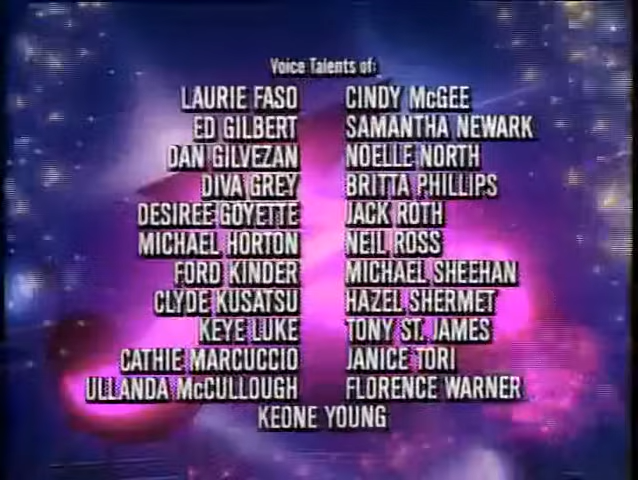 Voice Talents of:
LAURIE FASO CINDY McGEE
ED GILBERT SAMANTHA NEWARK
DAN GILVEZAN NOELLE NORTH
DIVA GREY BRITTA PHILLIPS
DESIREE GOYETTE JACK ROTH
MICHAEL HORTON NEIL ROSS
FORD KINDER MICHAEL SHEEHAN
CLYDE KUSATSU HAZEL SHERMET
KEYE LUKE TONY ST. JAMES
CATHIE MARCUCCIO JANICE TORI
ULLANDA McCULLOUGH FLORENCE WARNER
KEONE YOUNG